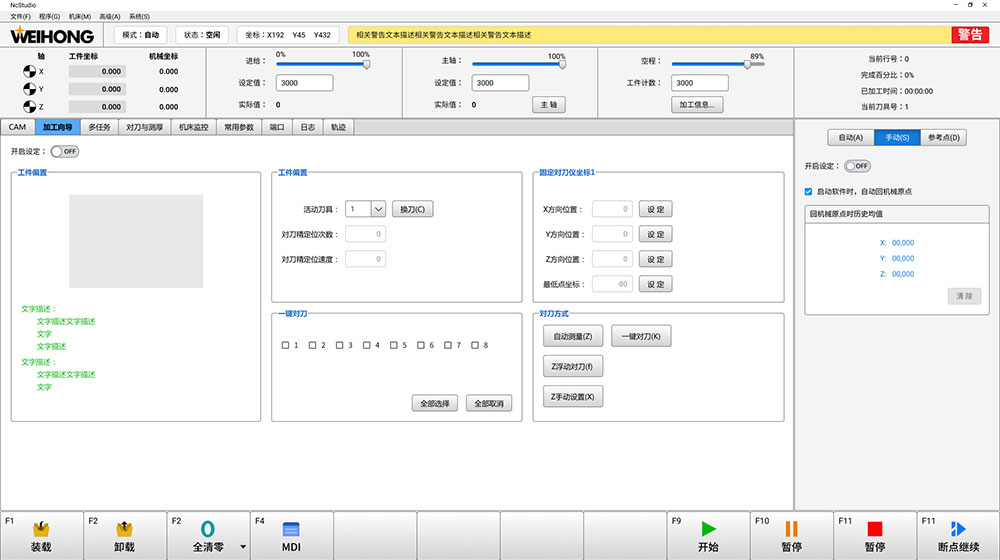 NcStudio
文件(F) 程序(G) 机床(M) 高级(A) 系统(S)
WEIHONG 模式：自动 状态：空闲 坐标：X192 Y45 Y432 相关警告文本描述相关警告文本描述相关警告文本描述 警告
轴 工件坐标 机械坐标
X 0.000 0.000
Y 0.000 0.000
Z 0.000 0.000
进给： 0% 100%
设定值： 3000
实际值： 0
主轴： 100%
设定值： 3000
实际值： 0 主 轴
空程： 89%
工件计数： 3000
加工信息...
当前行号：0
完成百分比：0%
已加工时间：00:00:00
当前刀具号：1
CAM 加工向导 多任务 对刀与测厚 机床监控 常用参数 端口 日志 轨迹
开启设定： OFF
工件偏置
文字描述：
文字描述文字描述
文字
文字描述
文字描述：
文字描述文字描述
文字
工件偏置
活动刀具： 1 换刀(C)
对刀精定位次数： 0
对刀精定位速度： 0
固定对刀仪坐标1
X方向位置： 0 设 定
Y方向位置： 0 设 定
Z方向位置： 0 设 定
最低点坐标： -80 设 定
一键对刀
1 2 3 4 5 6 7 8
全部选择 全部取消
对刀方式
自动测量(Z) 一键对刀(K)
Z浮动对刀(f)
Z手动设置(X)
自动(A) 手动(S) 参考点(D)
开启设定： OFF
启动软件时，自动回机械原点
回机械原点时历史均值
X: 00,000
Y: 00,000
Z: 00,000
清 除
F1 装载
F2 卸载
F2 全清零
F4 MDI
F9 开始
F10 暂停
F11 暂停
F11 断点继续